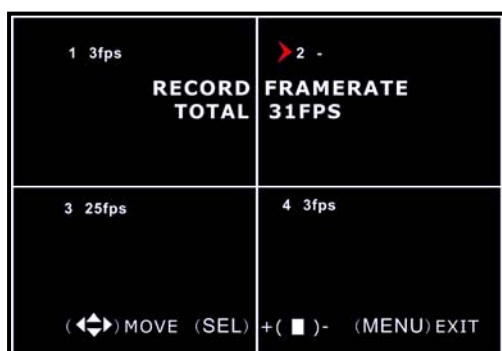 1 3fps
2 -
RECORD FRAMERATE
TOTAL 31FPS
3 25fps
4 3fps
(◀▲▼▶) MOVE (SEL) +( ■ )- (MENU) EXIT